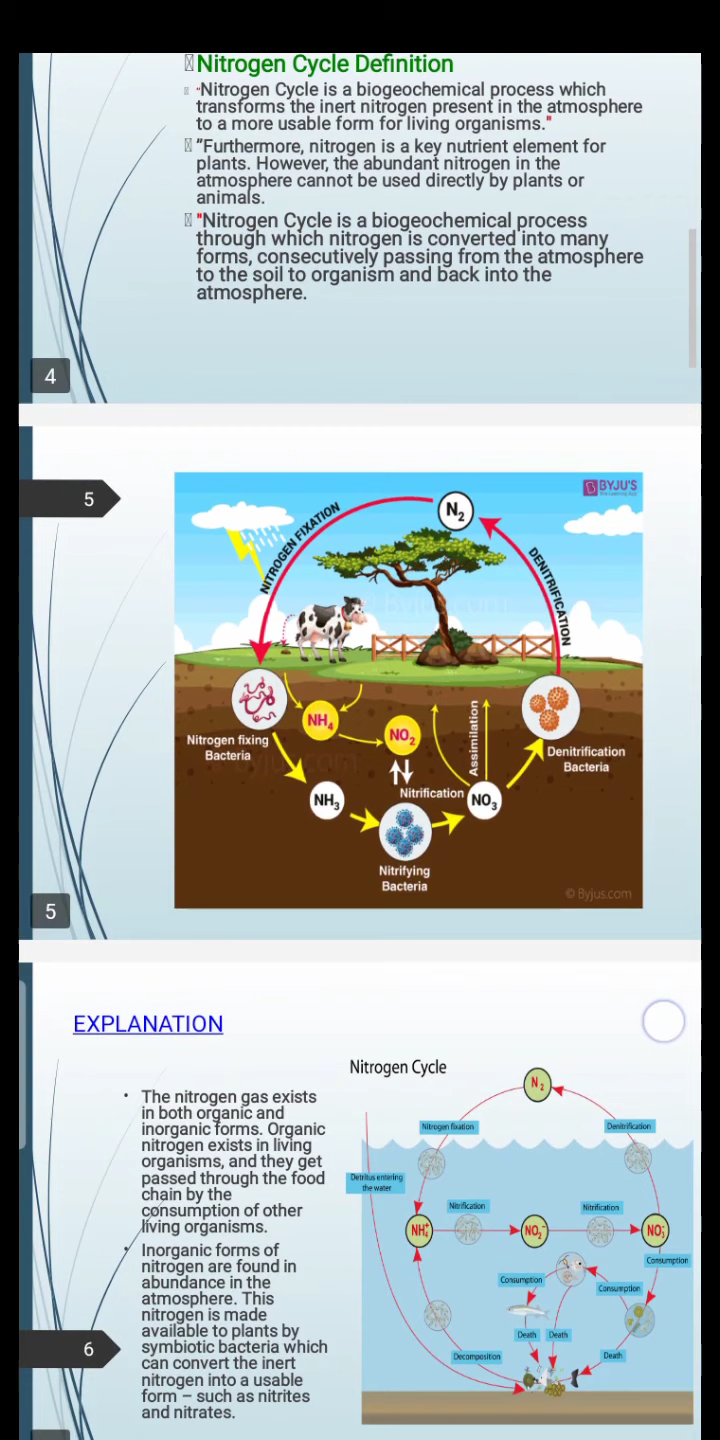 Nitrogen Cycle Definition
"Nitrogen Cycle is a biogeochemical process which
transforms the inert nitrogen present in the atmosphere
to a more usable form for living organisms."
"Furthermore, nitrogen is a key nutrient element for
plants. However, the abundant nitrogen in the
atmosphere cannot be used directly by plants or
animals.
"Nitrogen Cycle is a biogeochemical process
through which nitrogen is converted into many
forms, consecutively passing from the atmosphere
to the soil to organism and back into the
atmosphere.
4
5
BYJU'S
The Learning App
N₂
NITROGEN FIXATION
DENITRIFICATION
© Byjus.com
NH₄
NO₂
Assimilation
Nitrogen fixing
Bacteria
Denitrification
Bacteria
© Byjus.com
NH₃
Nitrification
NO₃
Nitrifying
Bacteria
© Byjus.com
5
EXPLANATION
Nitrogen Cycle
• The nitrogen gas exists
in both organic and
inorganic forms. Organic
nitrogen exists in living
organisms, and they get
passed through the food
chain by the
consumption of other
living organisms.
• Inorganic forms of
nitrogen are found in
abundance in the
atmosphere. This
nitrogen is made
available to plants by
symbiotic bacteria which
can convert the inert
nitrogen into a usable
form – such as nitrites
and nitrates.
6
N₂
Nitrogen fixation
Denitrification
Detritus entering
the water
Nitrification
Nitrification
NH₄⁺
NO₂⁻
NO₃⁻
Consumption
Consumption
Consumption
Death
Death
Decomposition
Death